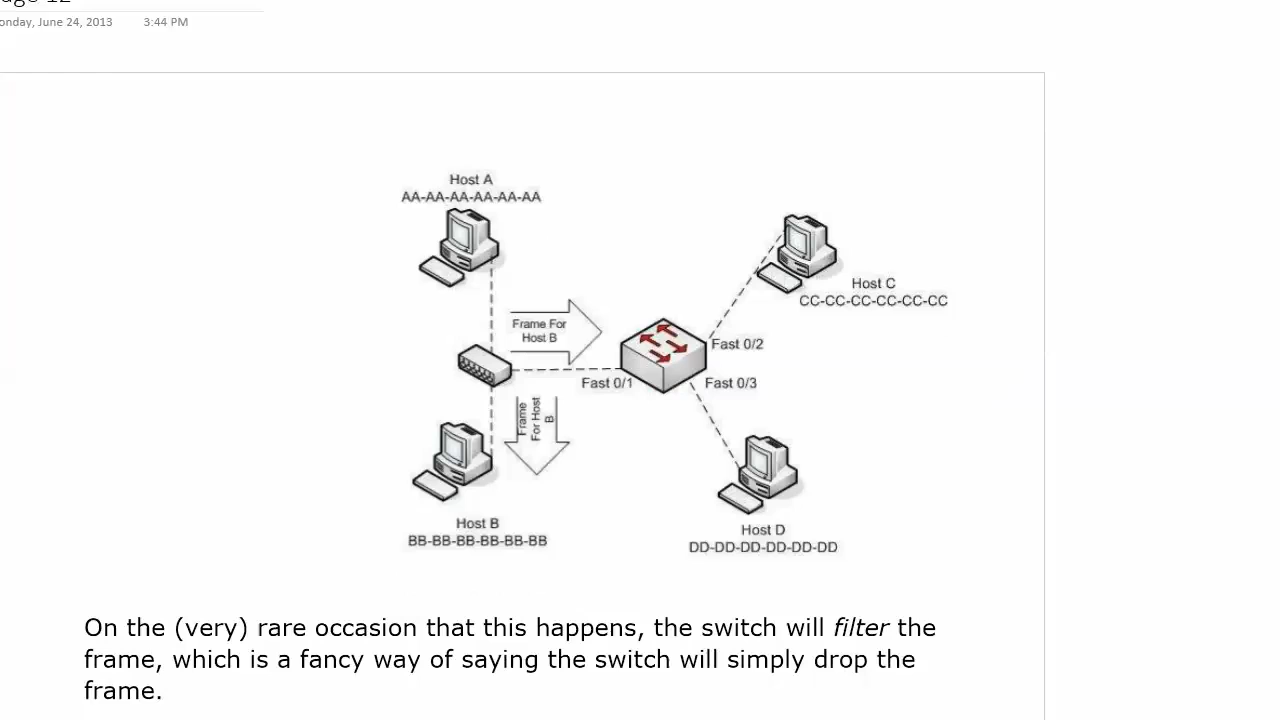 age 12
onday, June 24, 2013 3:44 PM
Host A
AA-AA-AA-AA-AA-AA
Host C
CC-CC-CC-CC-CC-CC
Frame For
Host B
Fast 0/2
Fast 0/1
Fast 0/3
Frame
For Host
B
Host B
BB-BB-BB-BB-BB-BB
Host D
DD-DD-DD-DD-DD-DD
On the (very) rare occasion that this happens, the switch will filter the
frame, which is a fancy way of saying the switch will simply drop the
frame.